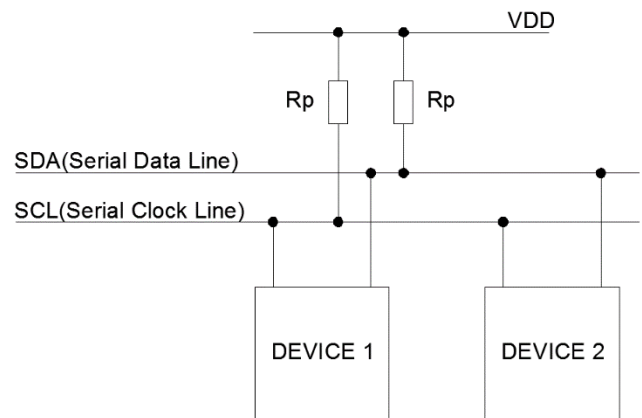 VDD
Rp
Rp
SDA(Serial Data Line)
SCL(Serial Clock Line)
DEVICE 1
DEVICE 2